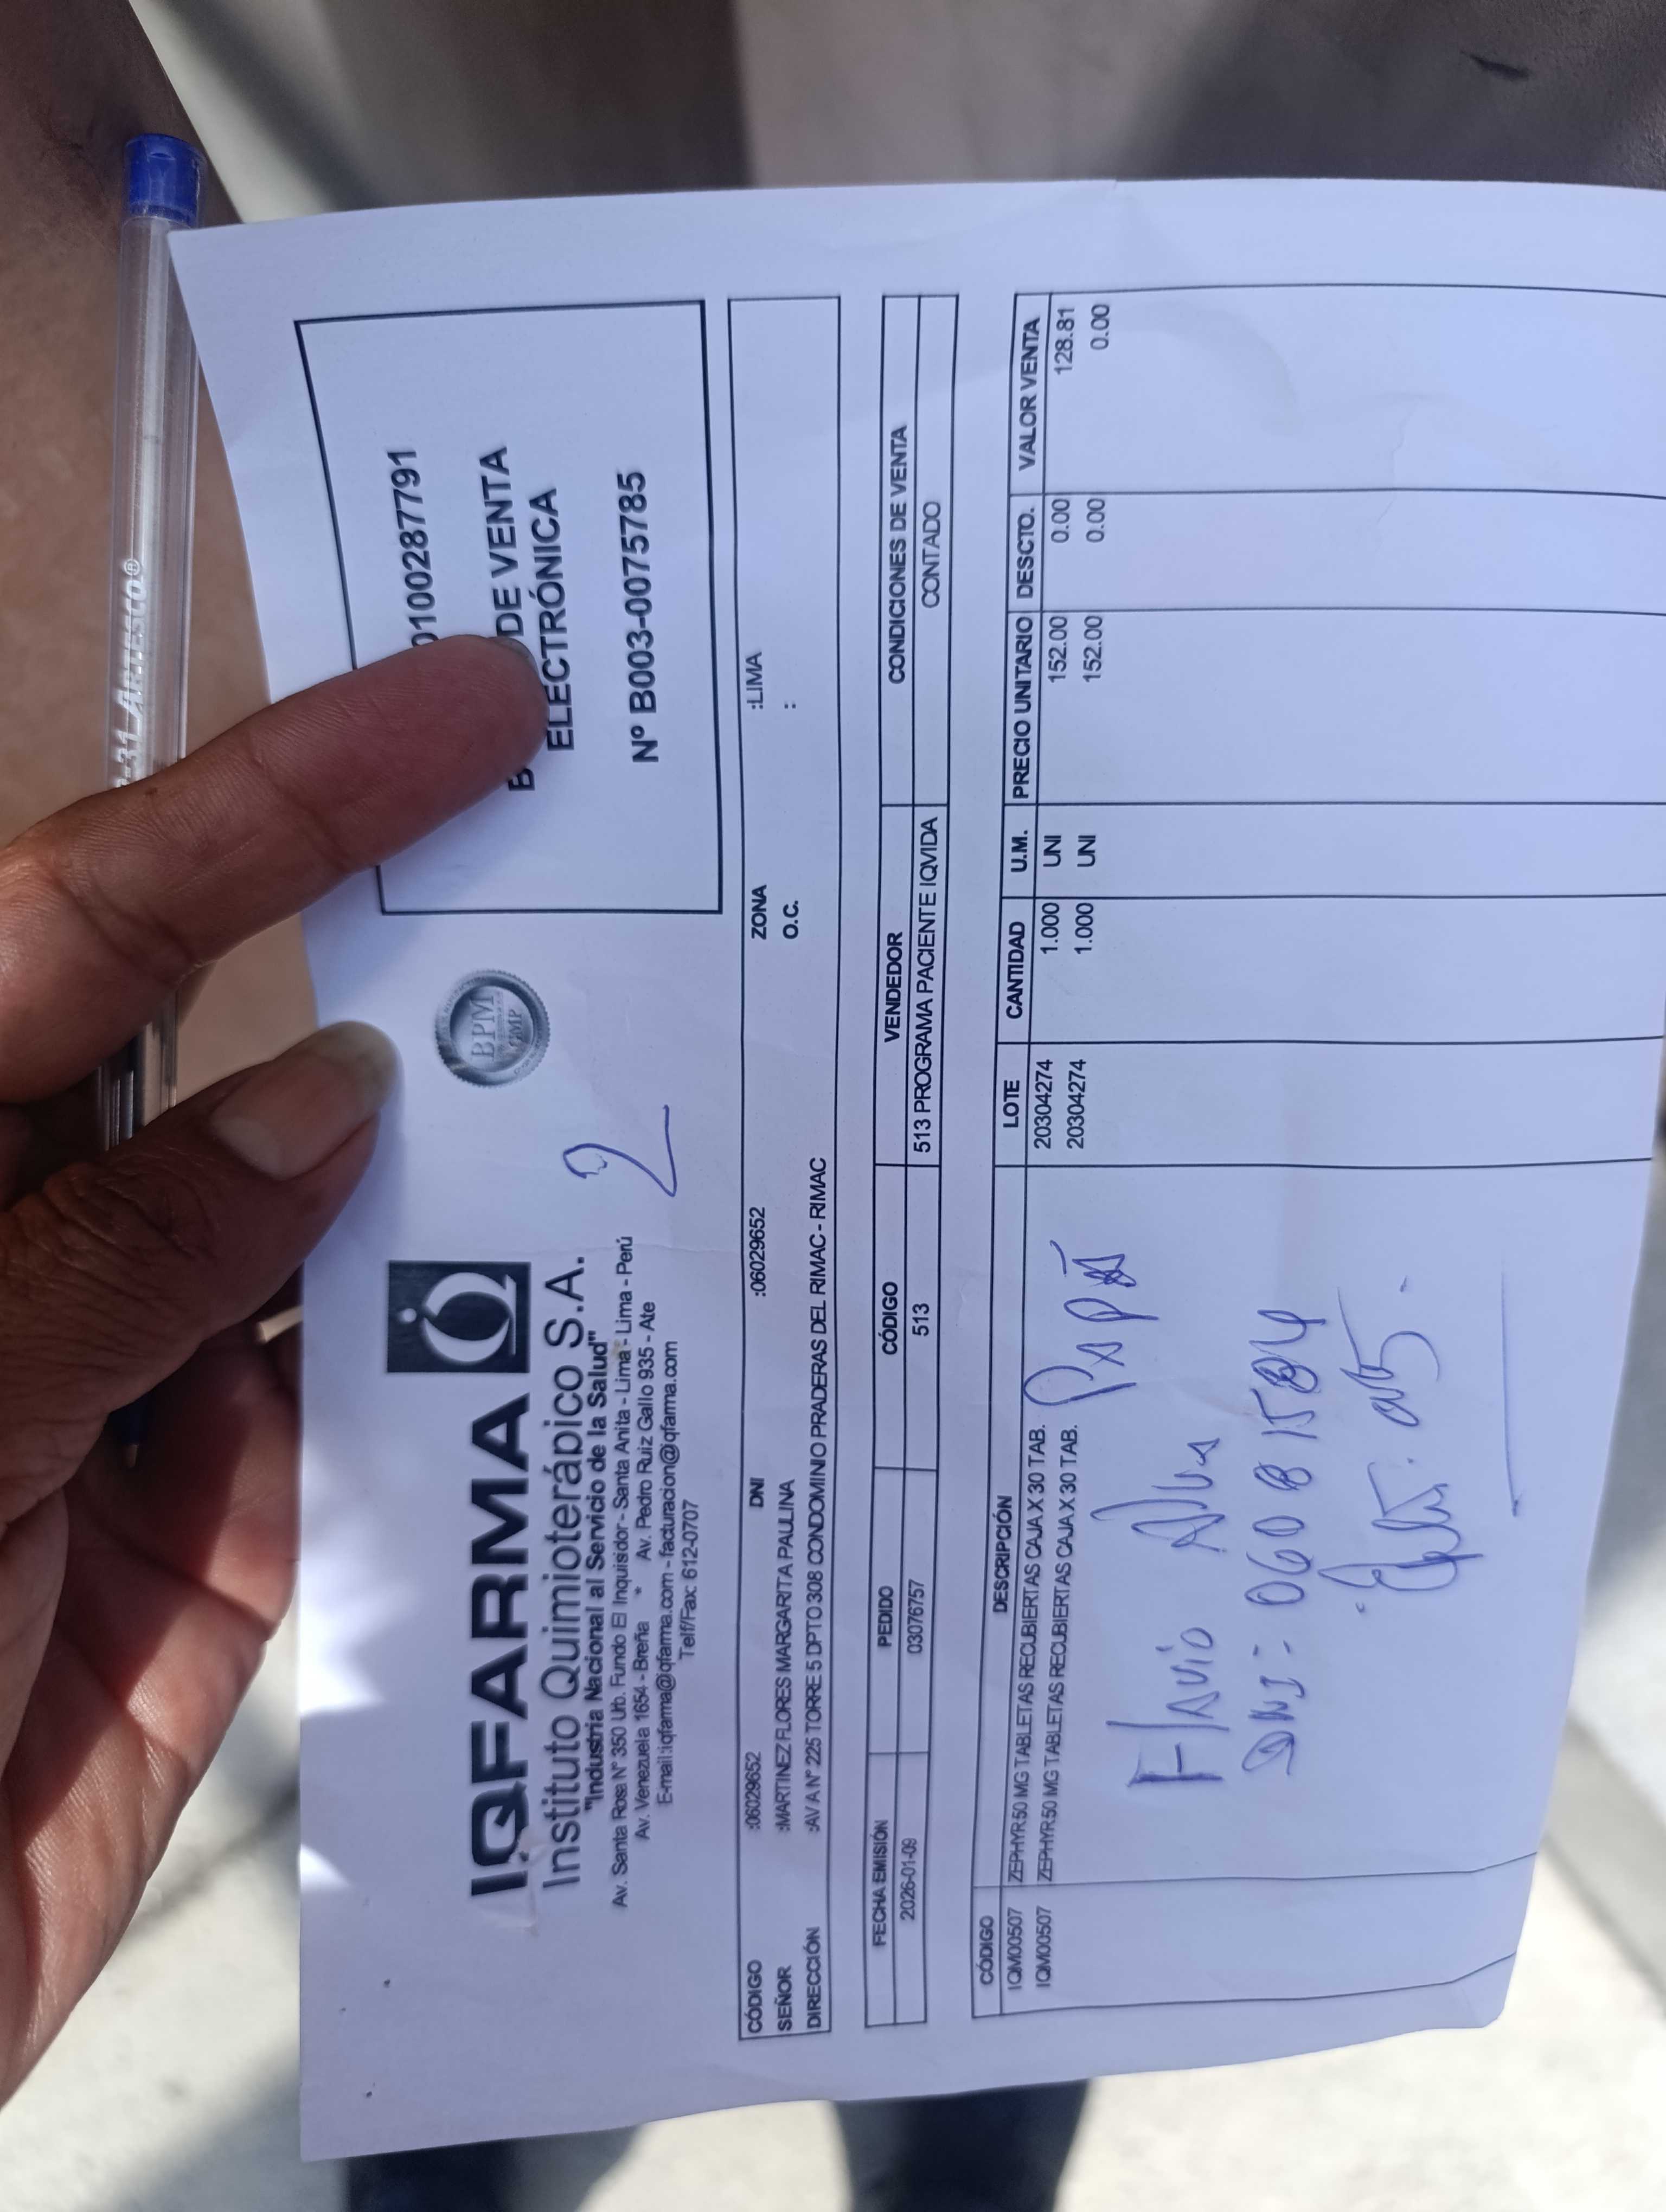 IQFARMA
Instituto Quimioterápico S.A.
"Industria Nacional al Servicio de la Salud"
Av. Santa Rosa N° 350 Urb. Fundo El Inquisidor - Santa Anita - Lima - Lima - Perú
Av. Venezuela 1654 - Breña * Av. Pedro Ruiz Gallo 935 - Ate
E-mail:iqfarma@iqfarma.com - facturacion@iqfarma.com
Telf/Fax: 612-0707
2
BPM
GMP
0100287791
B DE VENTA
ELECTRÓNICA
Nº B003-0075785
CÓDIGO :06029652 DNI :06029652 ZONA :LIMA
SEÑOR :MARTINEZ FLORES MARGARITA PAULINA O.C. :
DIRECCIÓN :AV A N° 225 TORRE 5 DPTO 308 CONDOMINIO PRADERAS DEL RIMAC - RIMAC
FECHA EMISIÓN PEDIDO CÓDIGO VENDEDOR CONDICIONES DE VENTA
2026-01-09 03076757 513 513 PROGRAMA PACIENTE IQVIDA CONTADO
CÓDIGO DESCRIPCIÓN LOTE CANTIDAD U.M. PRECIO UNITARIO DESCTO. VALOR VENTA
IQM00507 ZEPHYR 50 MG TABLETAS RECUBIERTAS CAJA X 30 TAB. 20304274 1.000 UNI 152.00 0.00 128.81
IQM00507 ZEPHYR 50 MG TABLETAS RECUBIERTAS CAJA X 30 TAB. 20304274 1.000 UNI 152.00 0.00 0.00
Papá
Flavio Alva
DNI: 06081584
Artesco®